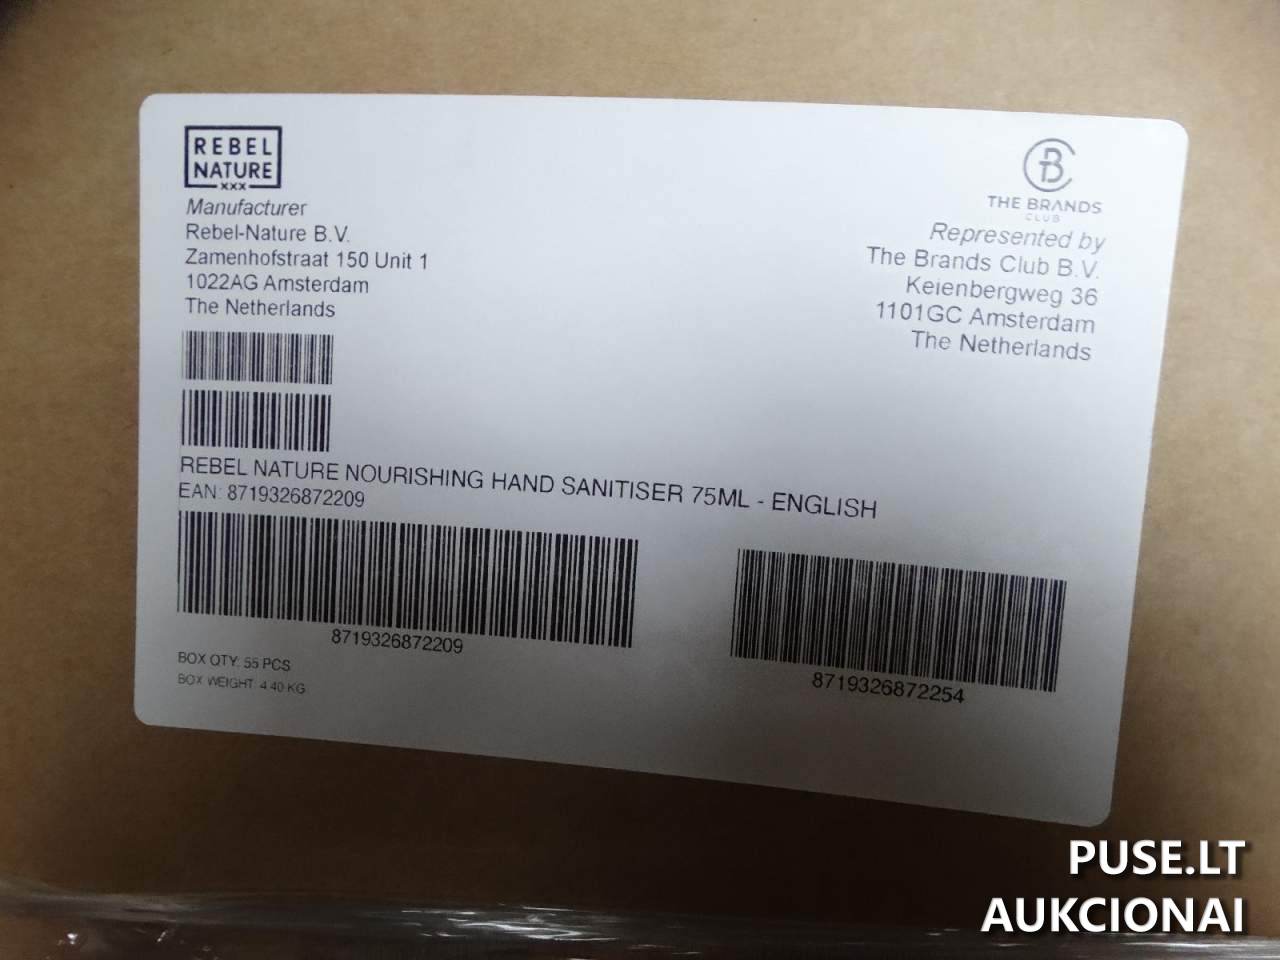 REBEL
NATURE
XXX
Manufacturer
Rebel-Nature B.V.
Zamenhofstraat 150 Unit 1
1022AG Amsterdam
The Netherlands
THE BRANDS
CLUB
Represented by
The Brands Club B.V.
Keienbergweg 36
1101GC Amsterdam
The Netherlands
REBEL NATURE NOURISHING HAND SANITISER 75ML - ENGLISH
EAN: 8719326872209
8719326872209
8719326872254
BOX QTY: 55 PCS
BOX WEIGHT: 4.40 KG
PUSE.LT
AUKCIONAI